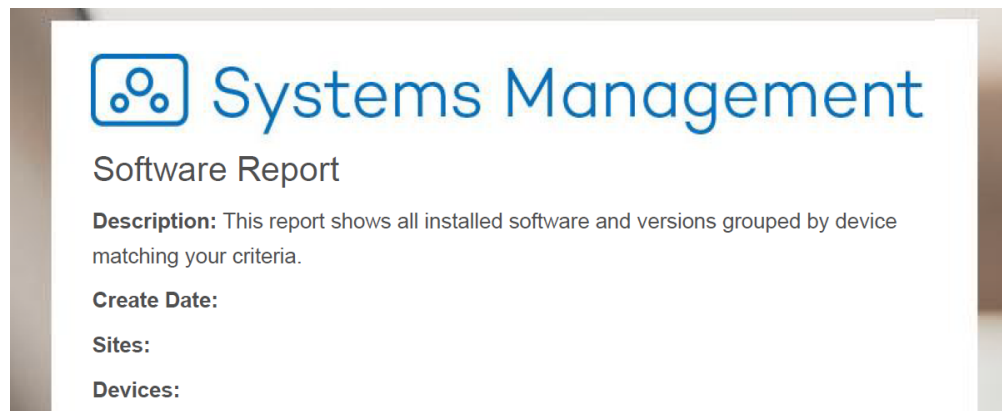 Systems Management
Software Report
Description: This report shows all installed software and versions grouped by device
matching your criteria.
Create Date:
Sites:
Devices: